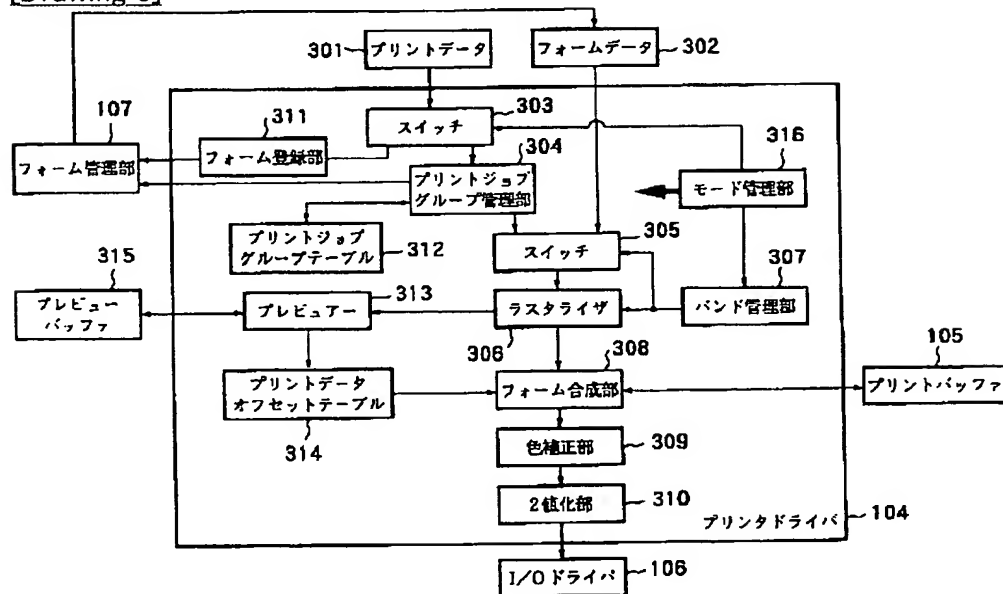 301
プリントデータ
フォームデータ
302
303
スイッチ
107
フォーム管理部
311
フォーム登録部
304
プリントジョブ
グループ管理部
316
モード管理部
プリントジョブ
グループテーブル
312
305
スイッチ
315
プレビュー
バッファ
313
プレビュアー
ラスタライザ
306
307
バンド管理部
プリントデータ
オフセットテーブル
314
308
フォーム合成部
105
プリントバッファ
309
色補正部
310
2値化部
プリンタドライバ
104
I/Oドライバ
106